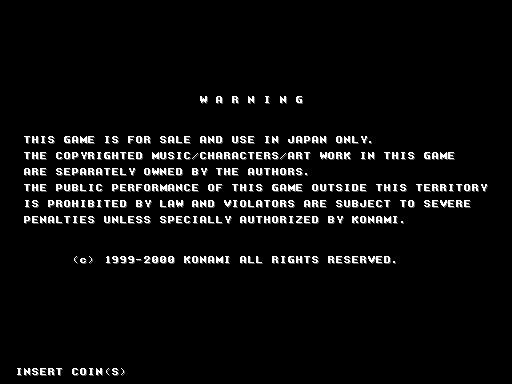 W A R N I N G
THIS GAME IS FOR SALE AND USE IN JAPAN ONLY.
THE COPYRIGHTED MUSIC/CHARACTERS/ART WORK IN THIS GAME
ARE SEPARATELY OWNED BY THE AUTHORS.
THE PUBLIC PERFORMANCE OF THIS GAME OUTSIDE THIS TERRITORY
IS PROHIBITED BY LAW AND VIOLATORS ARE SUBJECT TO SEVERE
PENALTIES UNLESS SPECIALLY AUTHORIZED BY KONAMI.
(c) 1999-2000 KONAMI ALL RIGHTS RESERVED.
INSERT COIN(S)